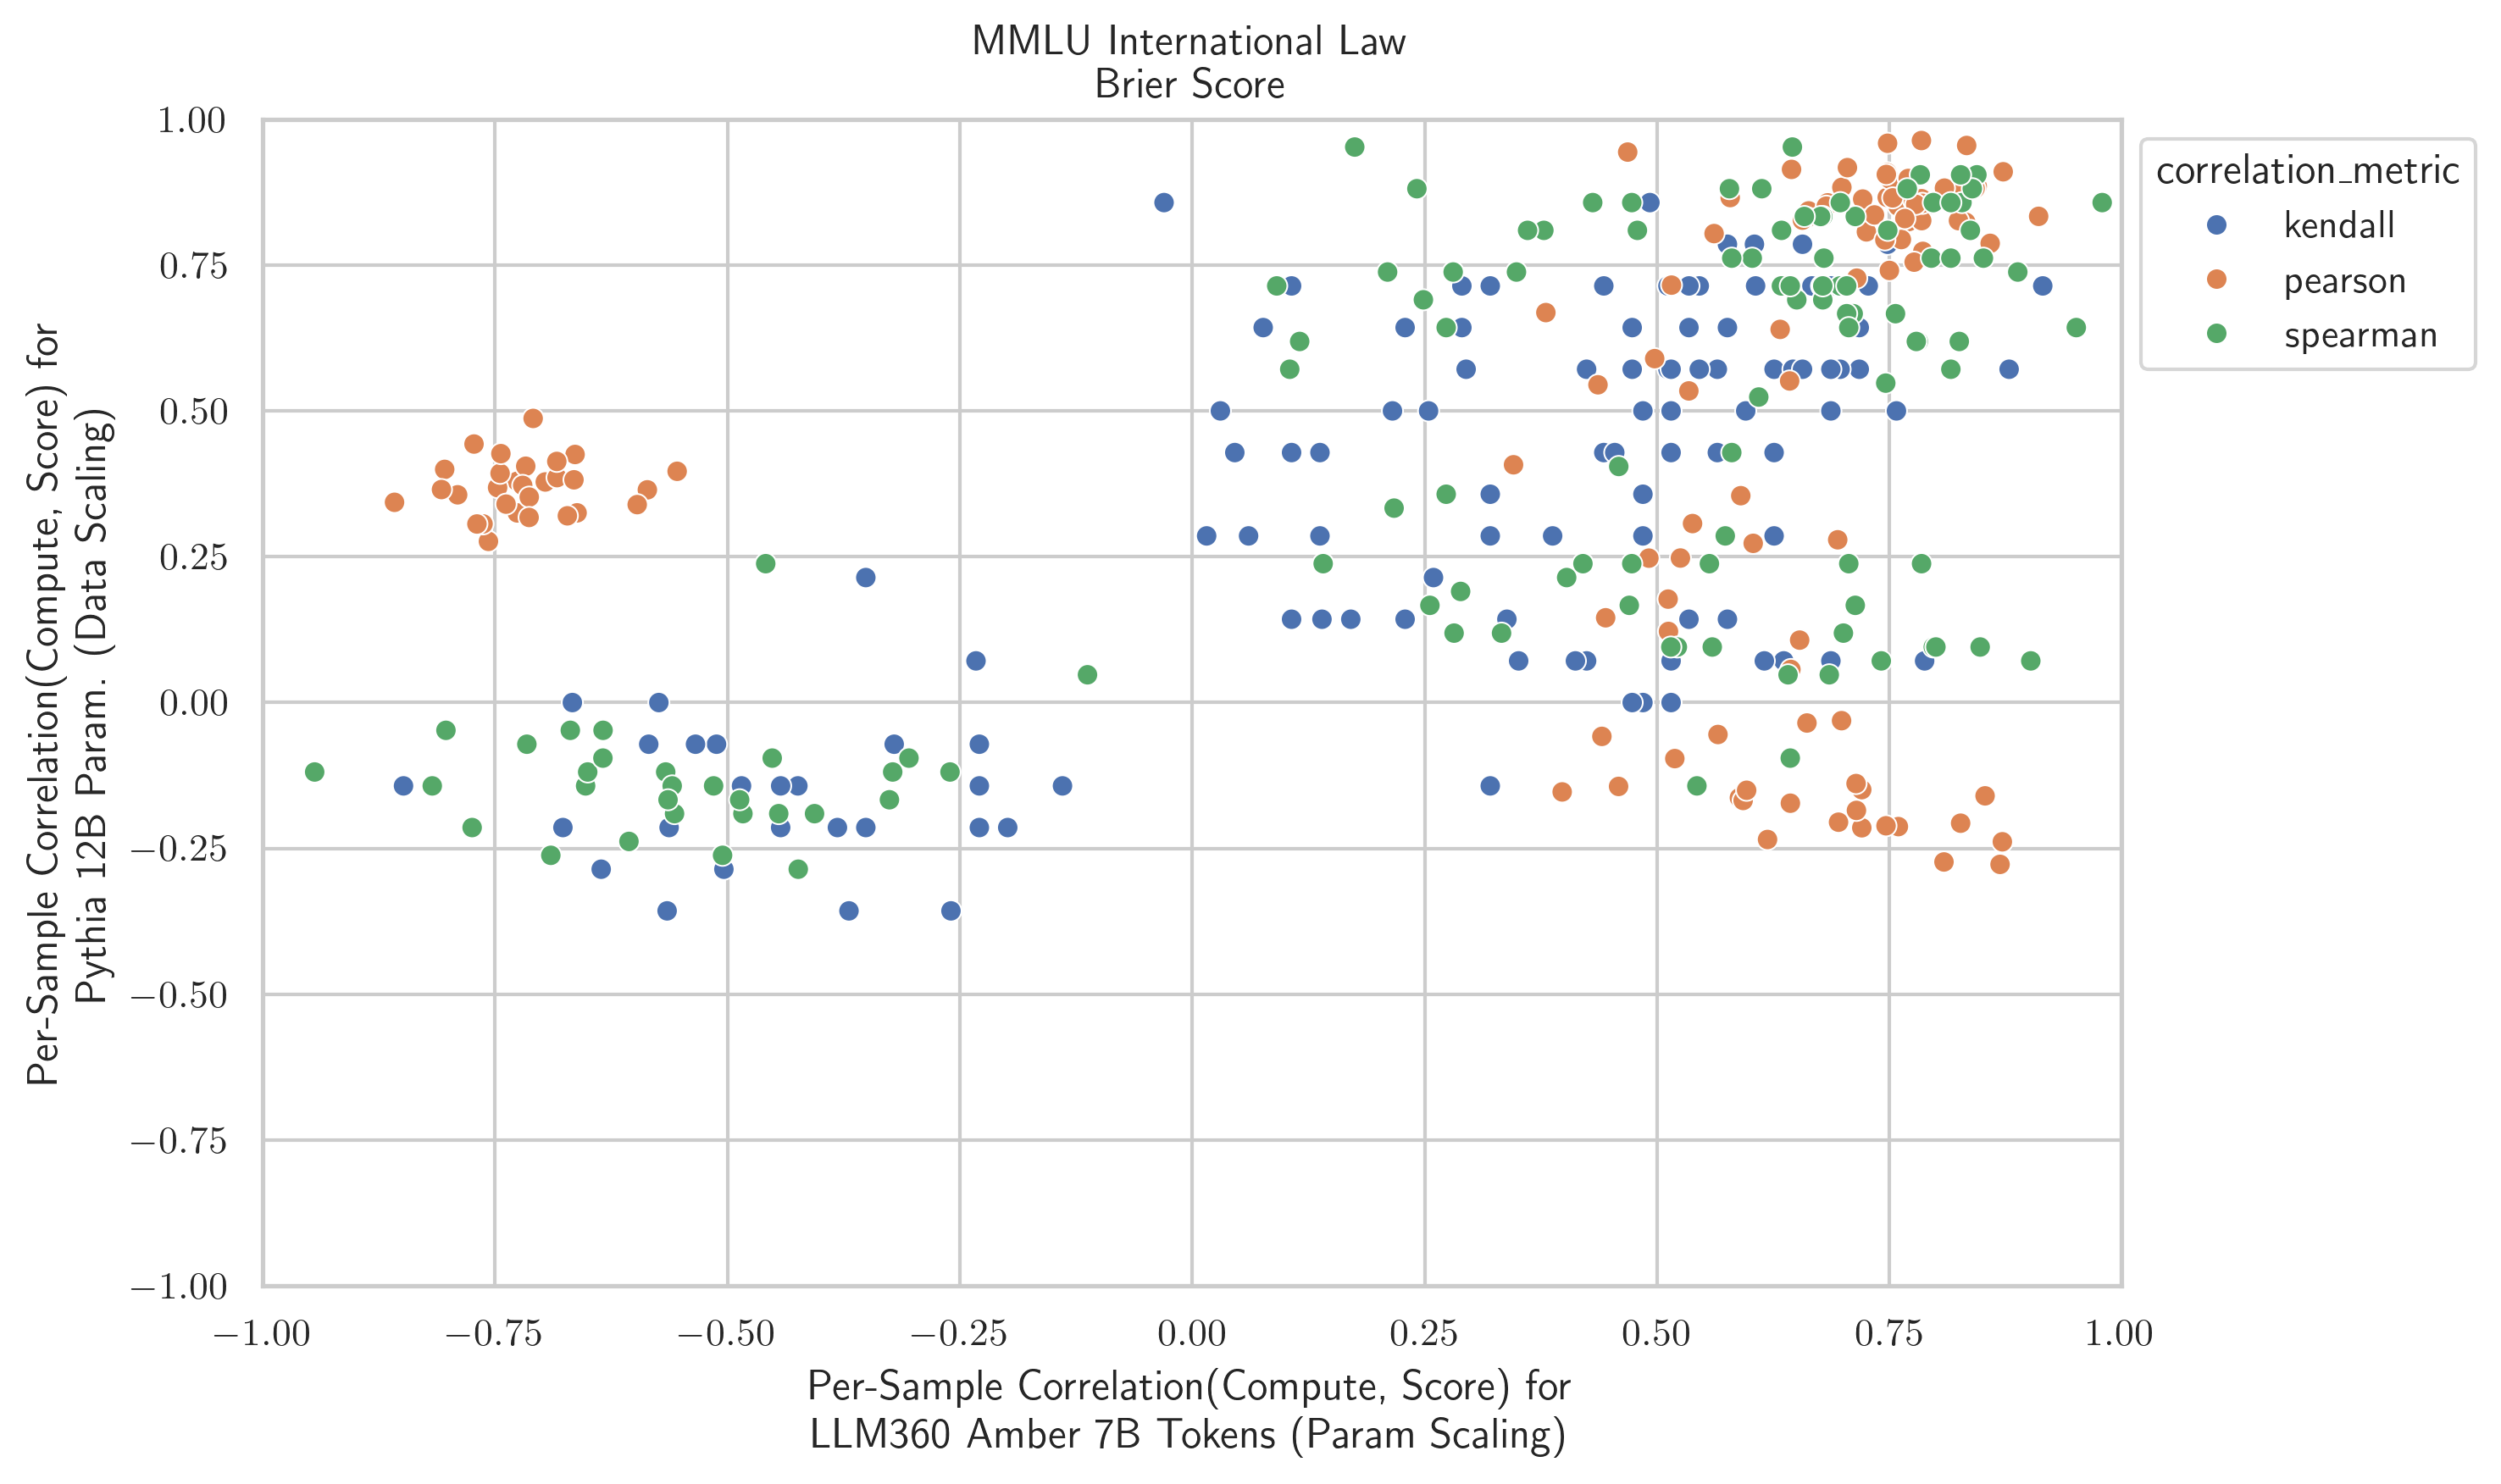 MMLU International Law
Brier Score
Per-Sample Correlation(Compute, Score) for
Pythia 12B Param. (Data Scaling)
1.00
0.75
0.50
0.25
0.00
−0.25
−0.50
−0.75
−1.00
−1.00 −0.75 −0.50 −0.25 0.00 0.25 0.50 0.75 1.00
Per-Sample Correlation(Compute, Score) for
LLM360 Amber 7B Tokens (Param Scaling)
correlation_metric
kendall
pearson
spearman